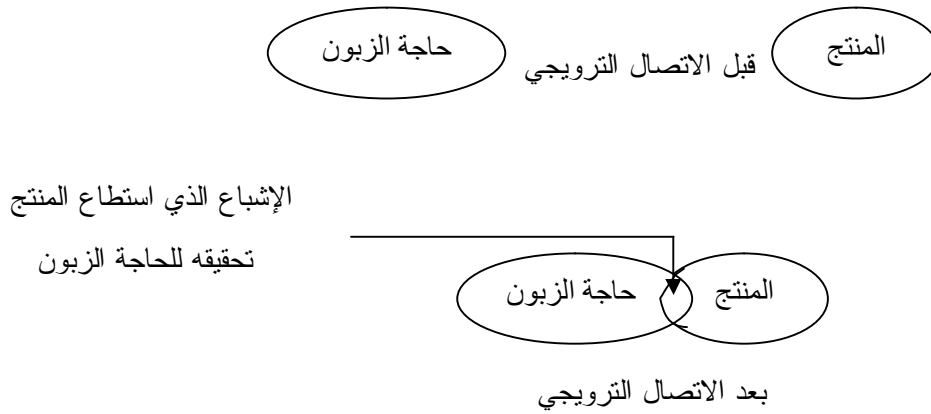 المنتج
قبل الاتصال الترويجي
حاجة الزبون
الإشباع الذي استطاع المنتج
تحقيقه للحاجة الزبون
المنتج
حاجة الزبون
بعد الاتصال الترويجي